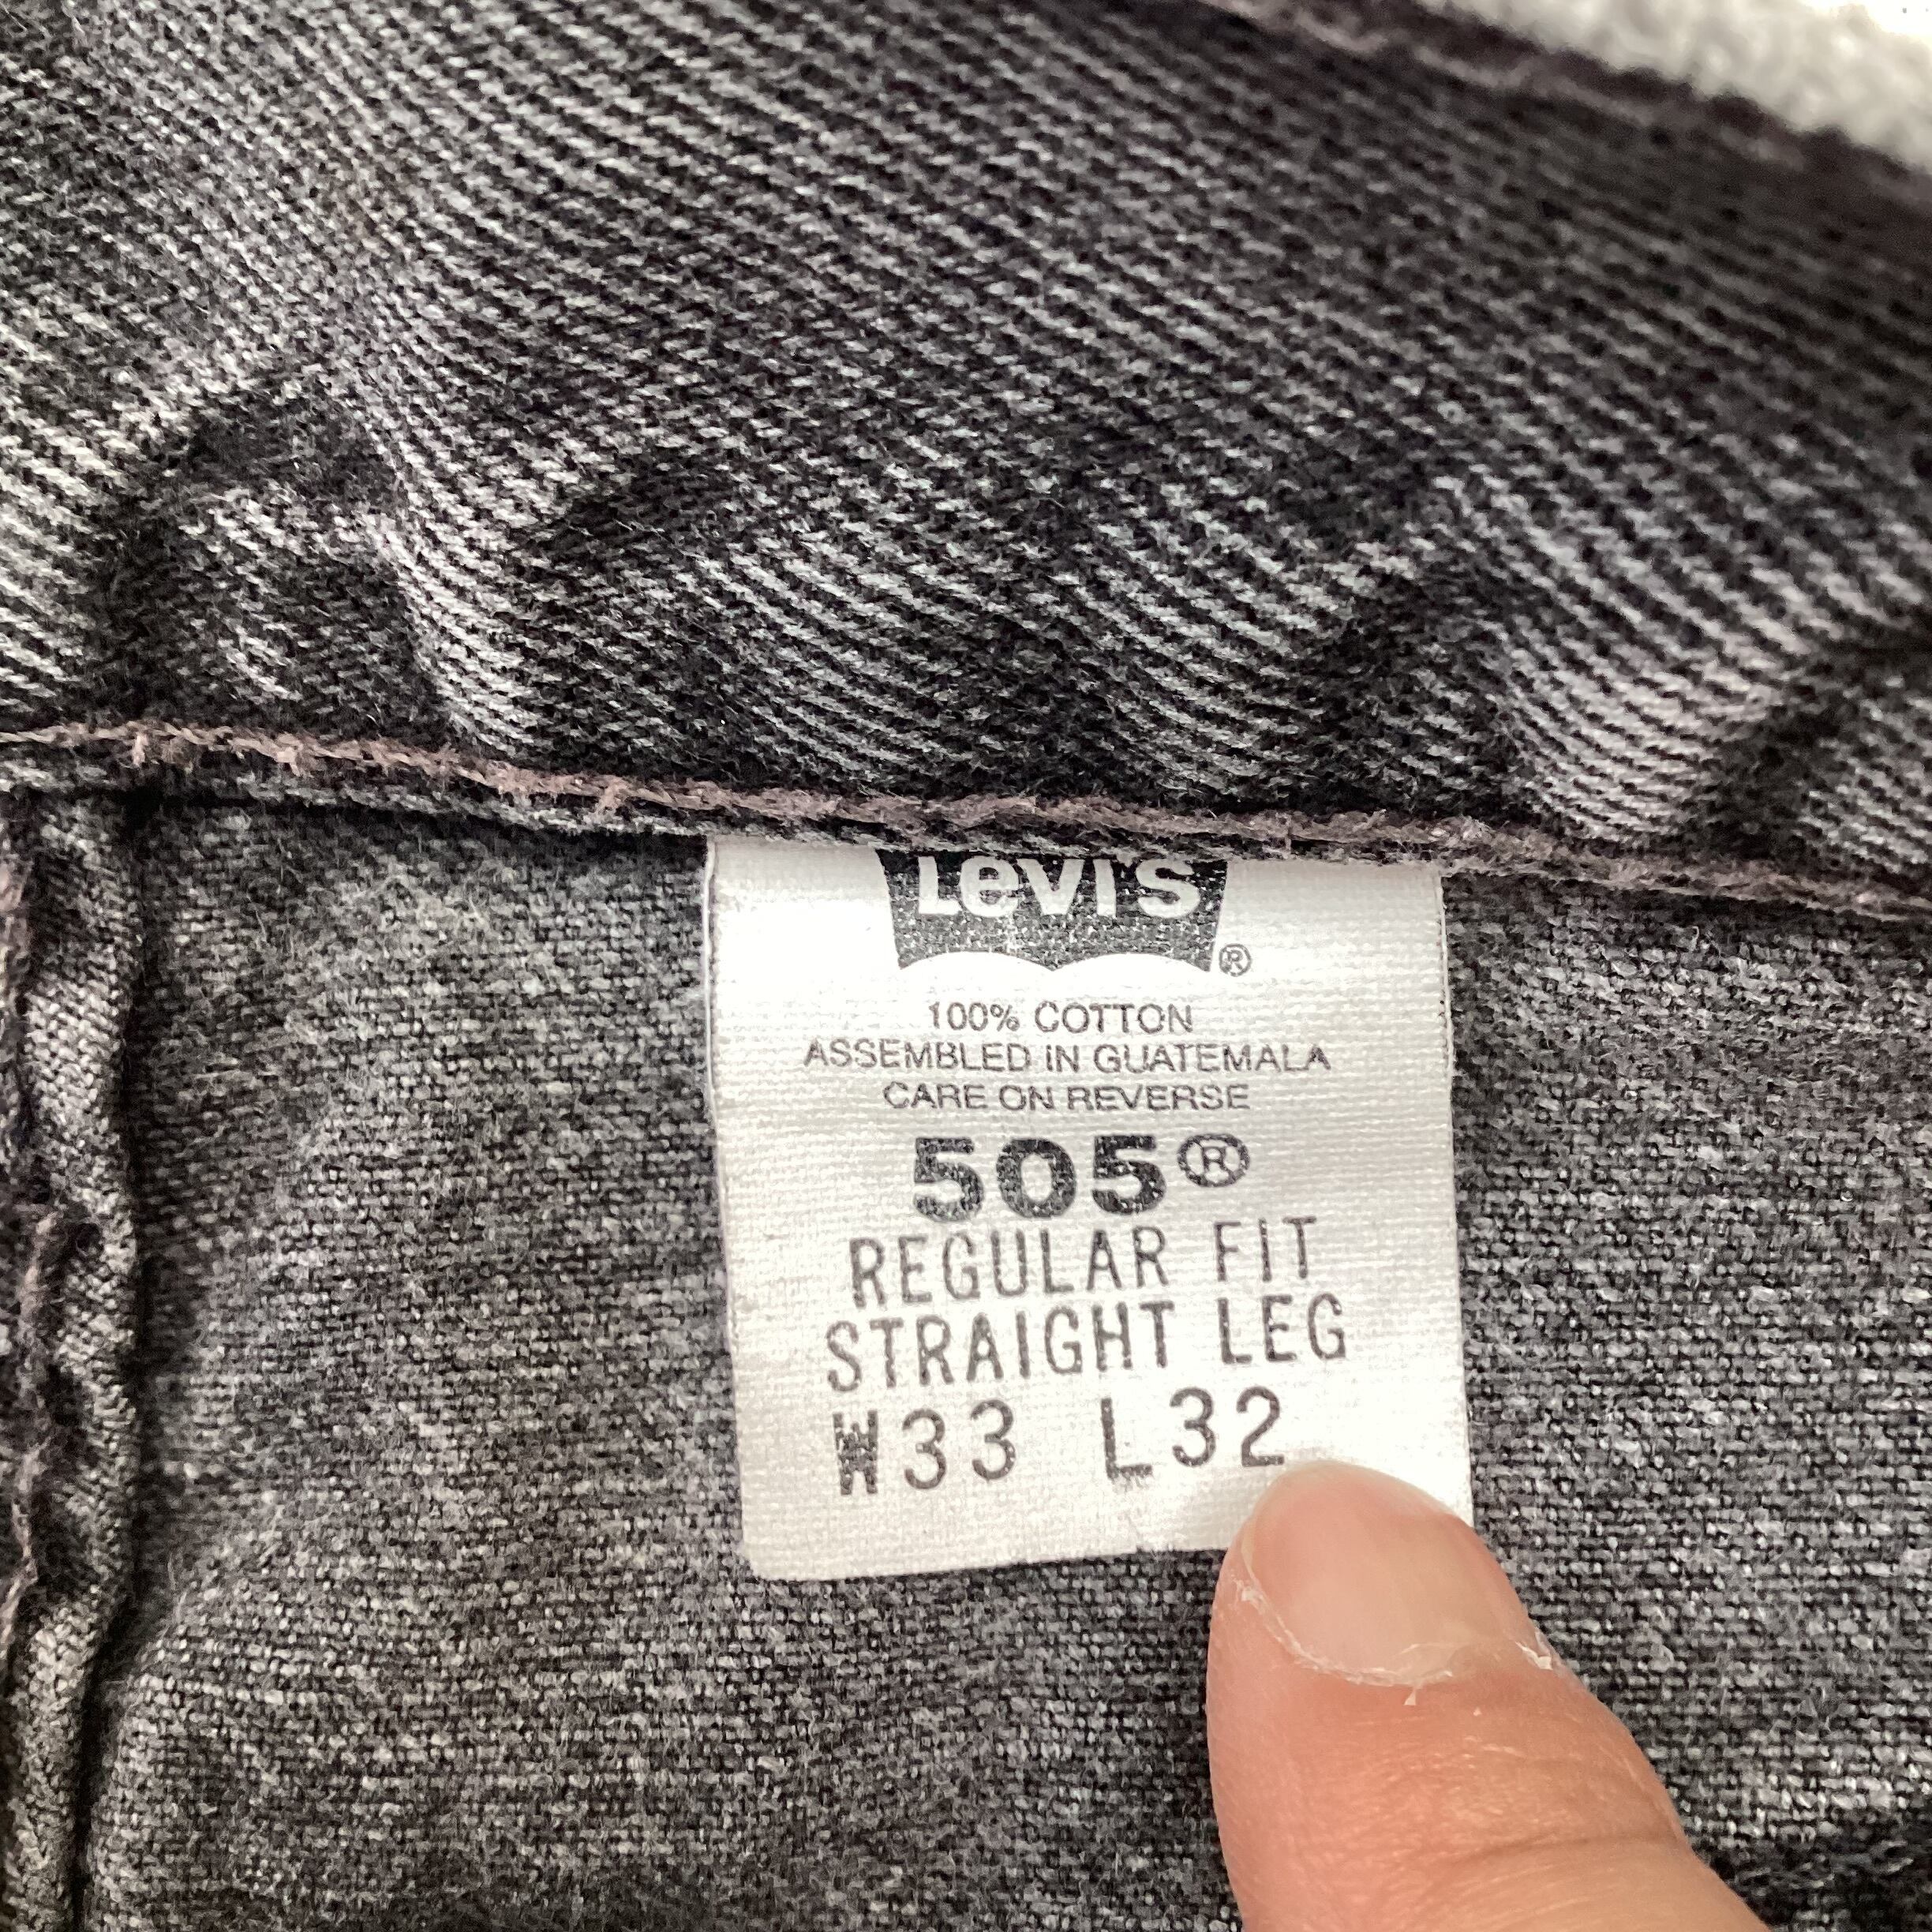 Levi's®
100% COTTON
ASSEMBLED IN GUATEMALA
CARE ON REVERSE
505®
REGULAR FIT
STRAIGHT LEG
W33 L32